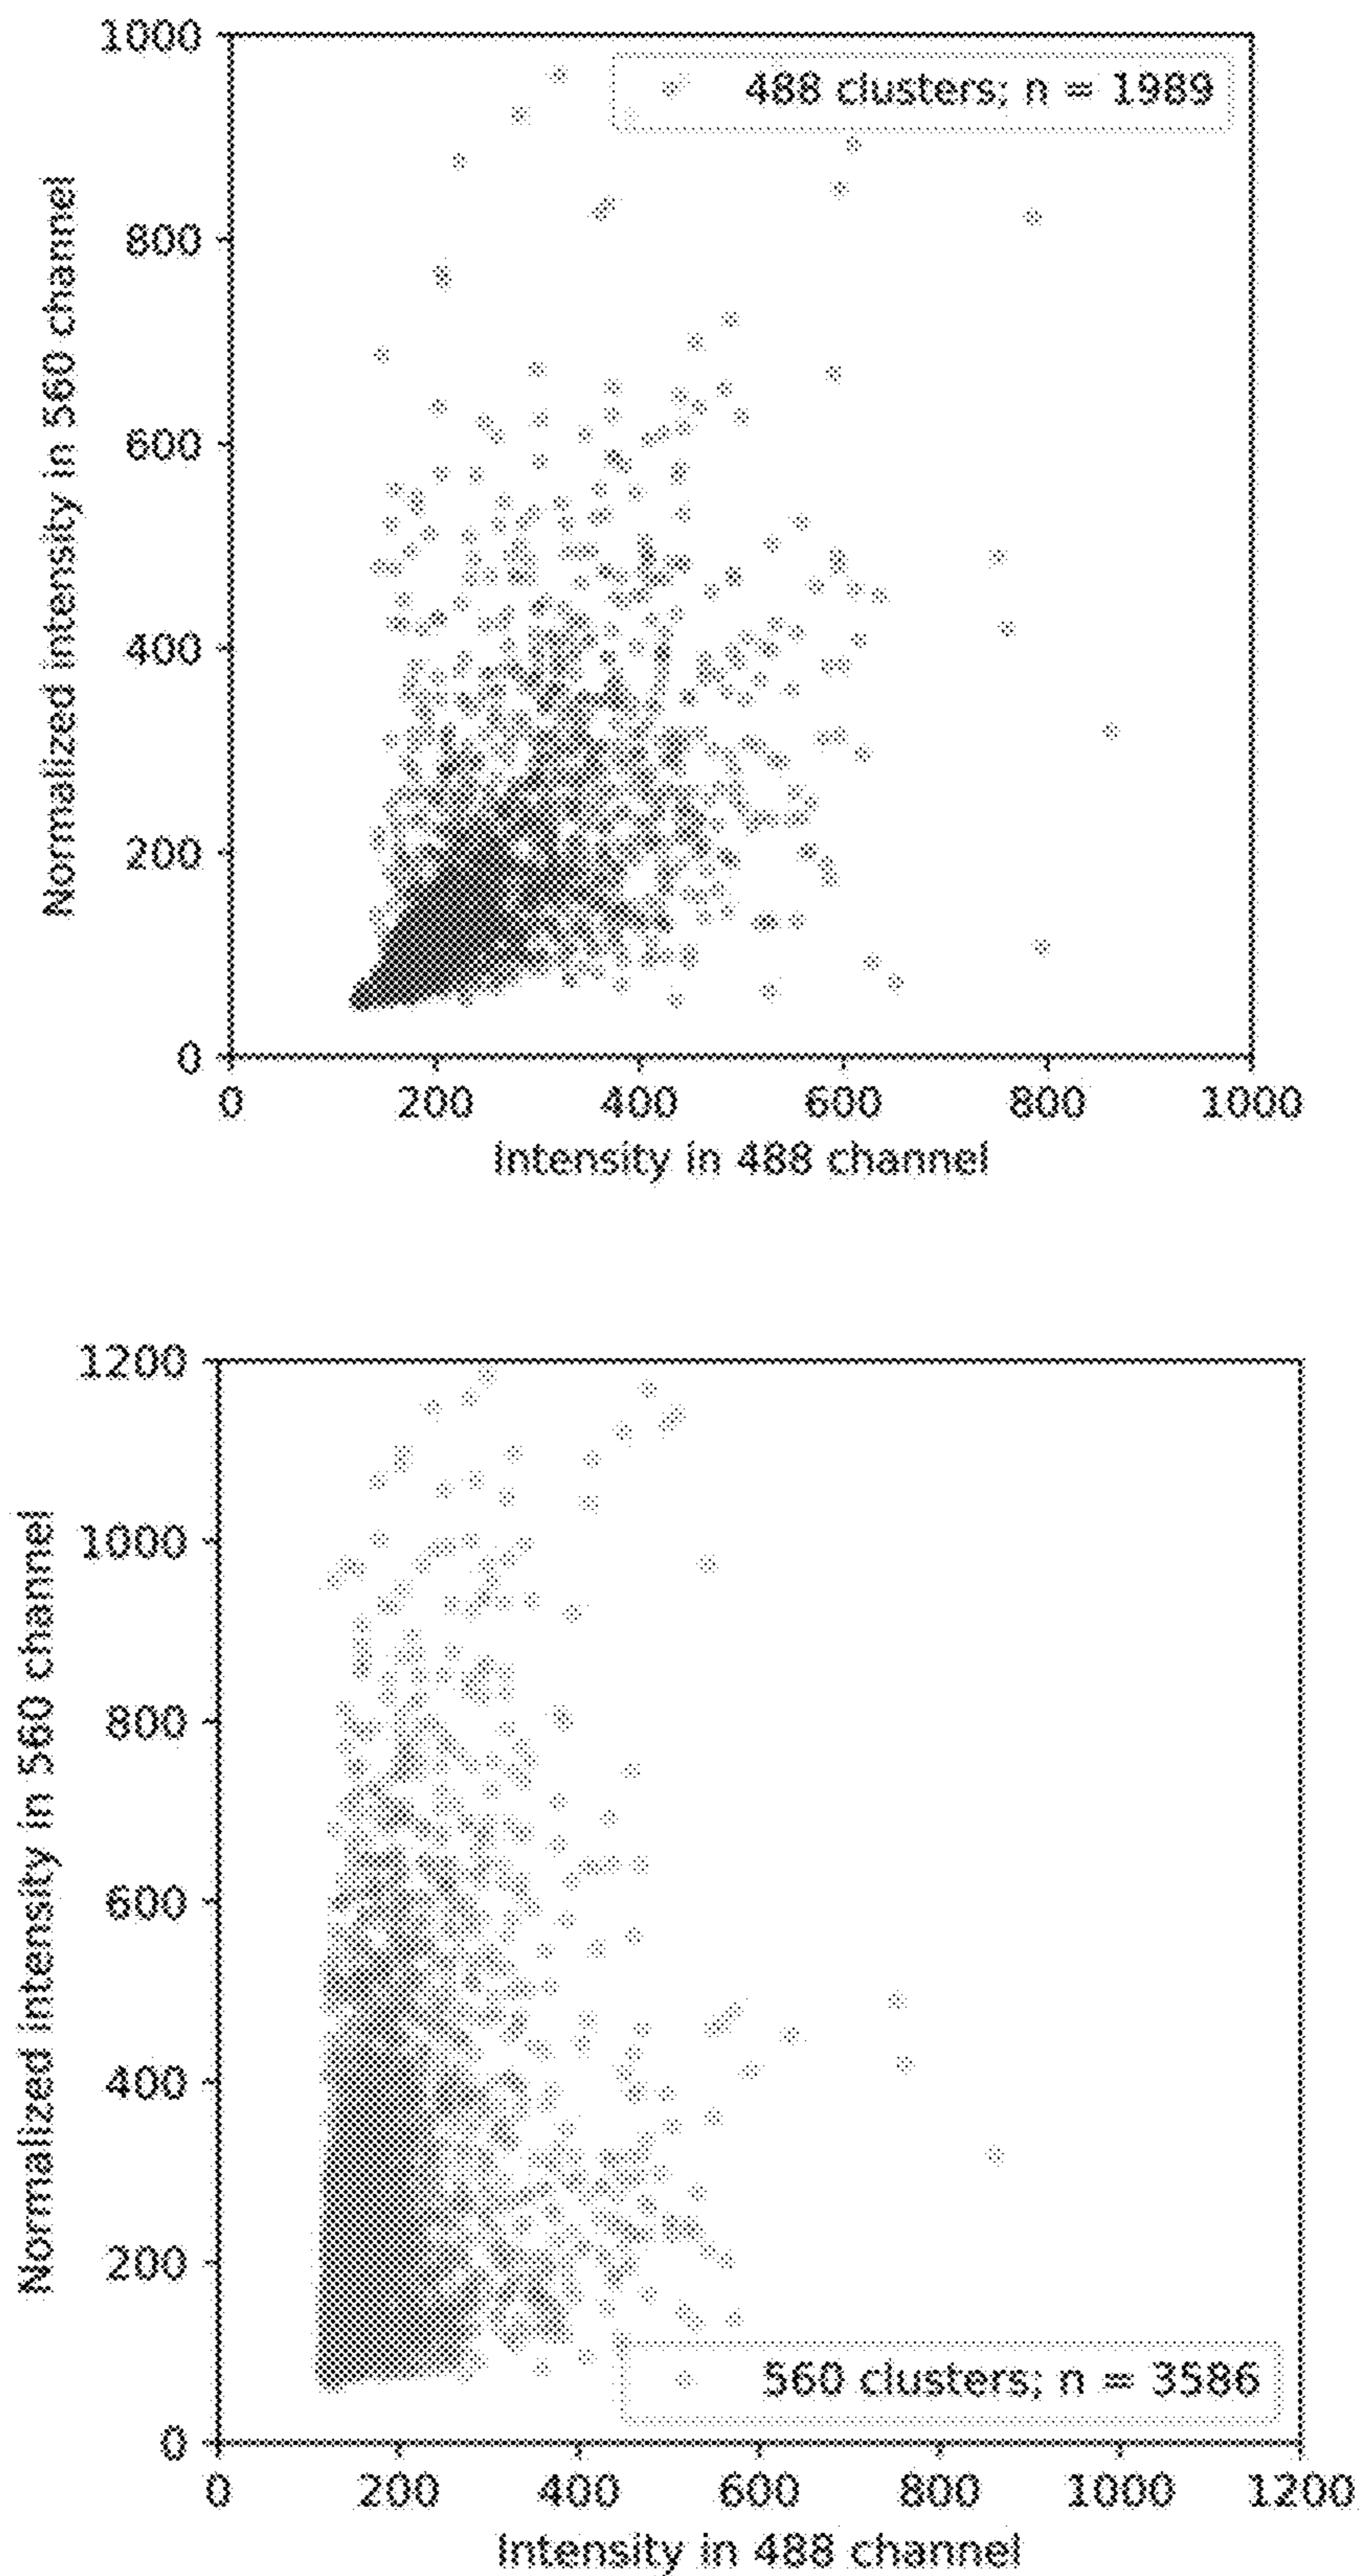 1000
488 clusters; n = 1989
800
600
400
200
0
Normalized intensity in 560 channel
0 200 400 600 800 1000
Intensity in 488 channel
1200
1000
800
600
400
200
0
Normalized intensity in 560 channel
560 clusters; n = 3586
0 200 400 600 800 1000 1200
Intensity in 488 channel